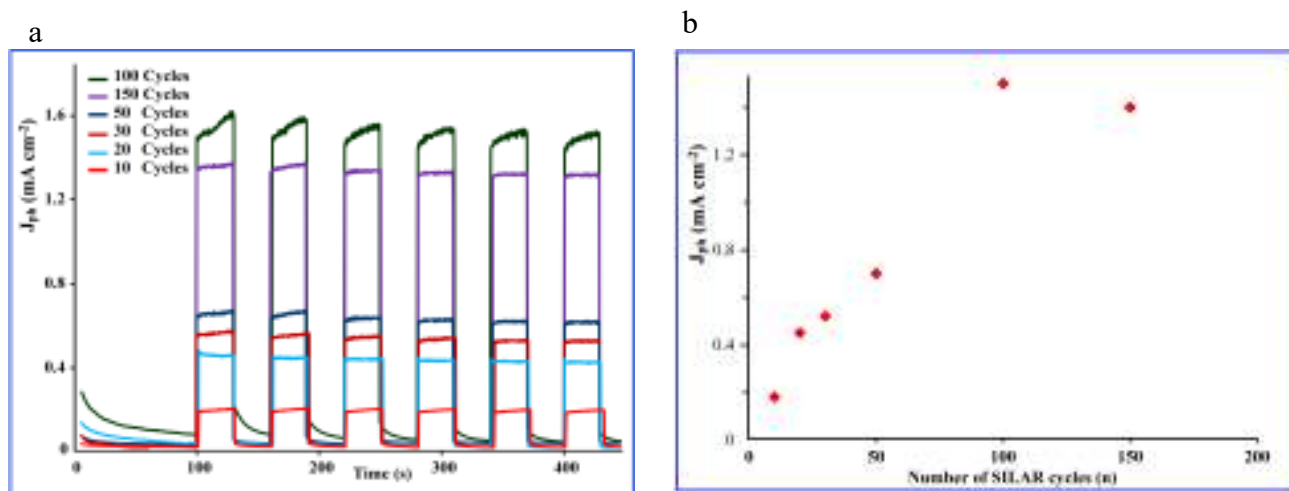 a
100 Cycles
150 Cycles
50 Cycles
30 Cycles
20 Cycles
10 Cycles
J_ph (mA cm⁻²)
1.6
1.2
0.8
0.4
0
0
100
200
300
400
Time (s)
b
J_ph (mA cm⁻²)
1.2
0.8
0.4
0
0
50
100
150
200
Number of SILAR cycles (n)